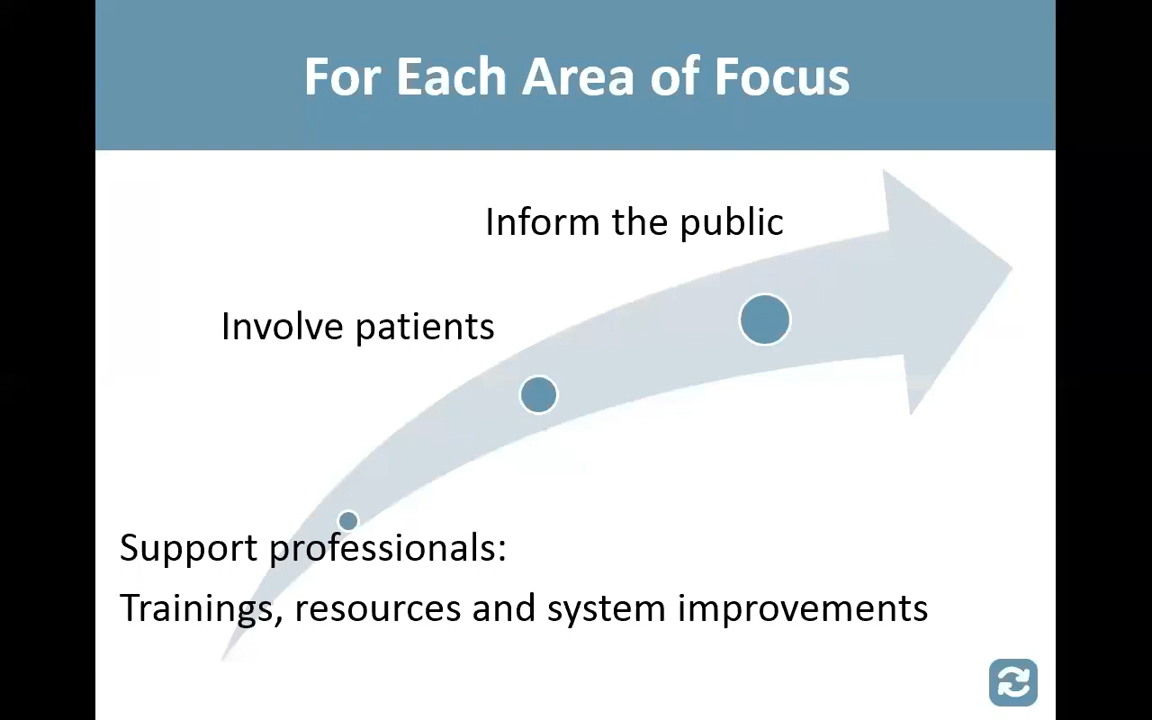 For Each Area of Focus
Inform the public
Involve patients
Support professionals:
Trainings, resources and system improvements